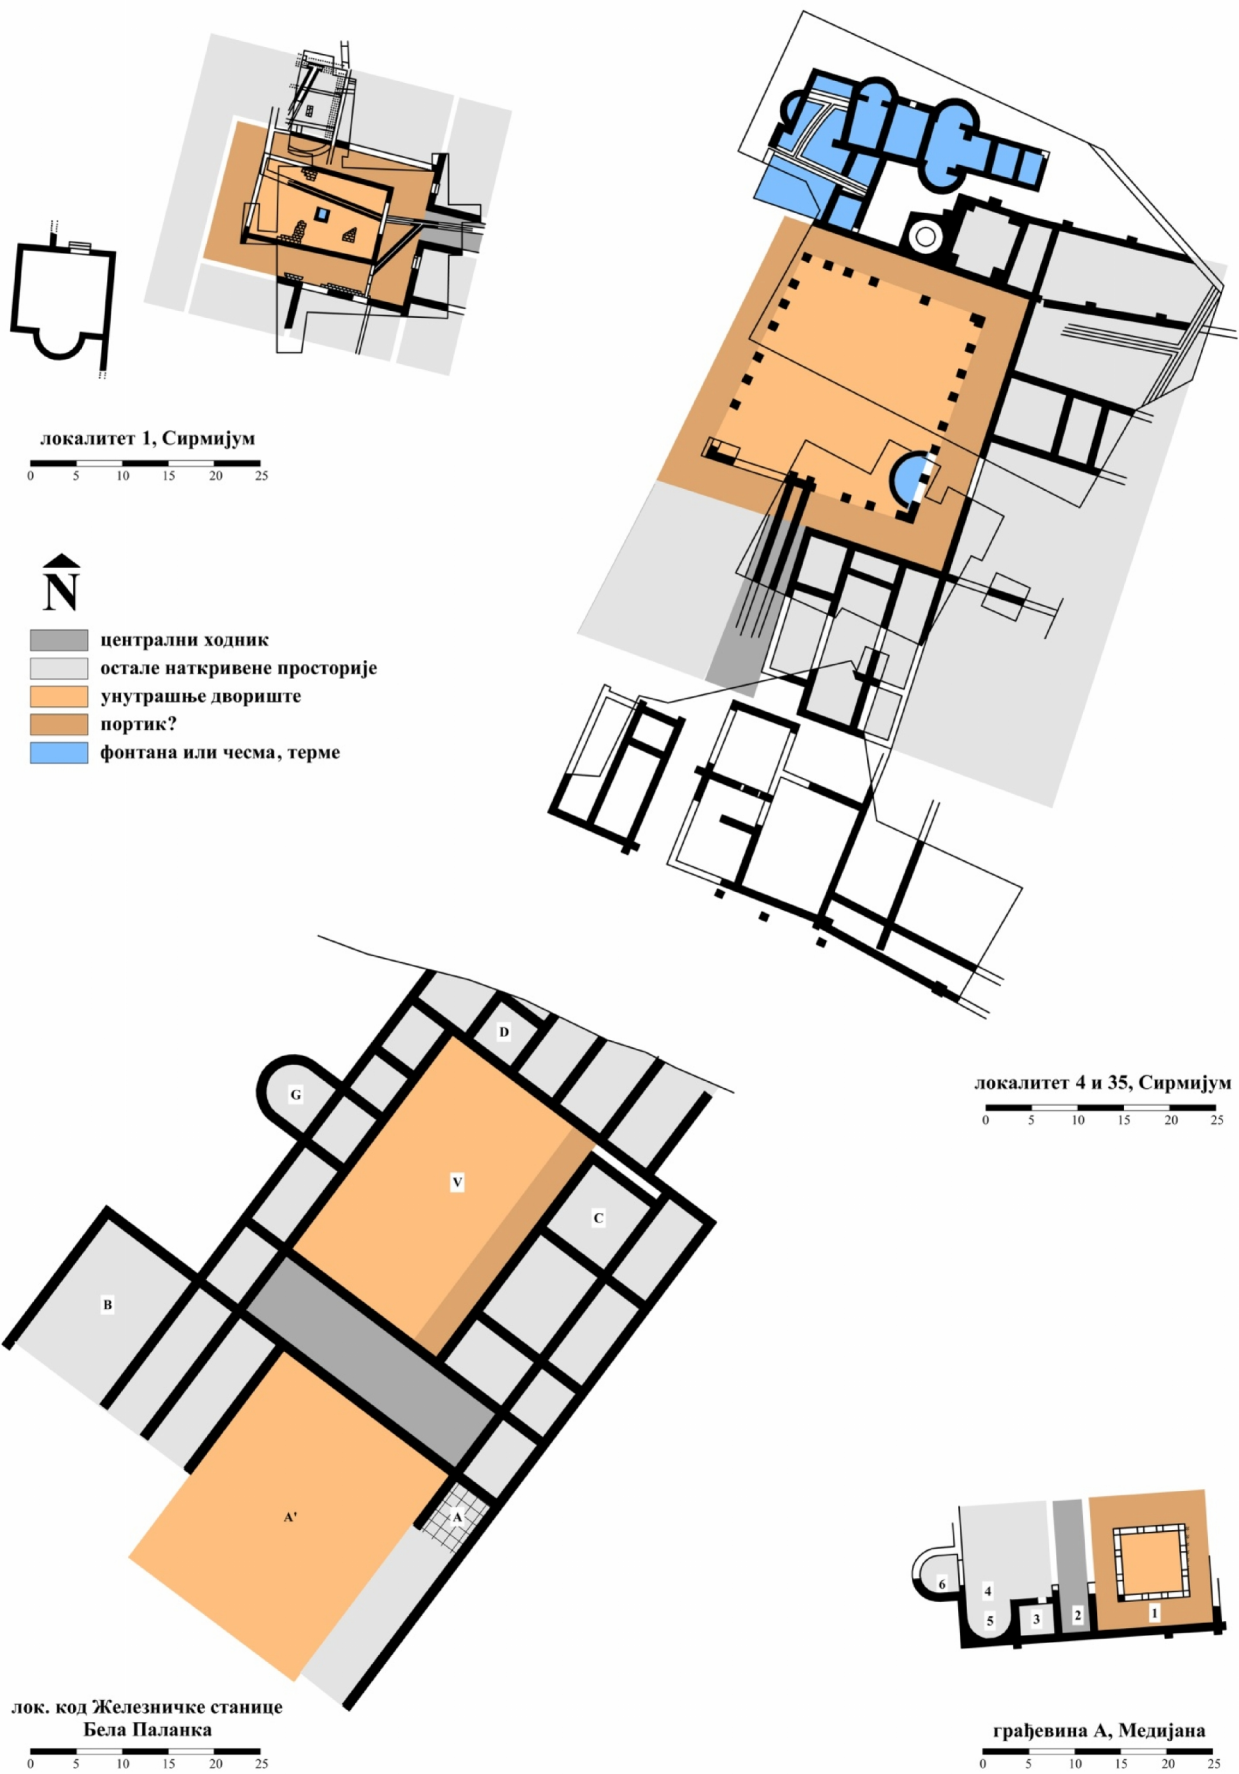 локалитет 1, Сирмијум
0 5 10 15 20 25
N
централни ходник
остале наткривене просторије
унутрашње двориште
портик?
фонтана или чесма, терме
локалитет 4 и 35, Сирмијум
0 5 10 15 20 25
D
G
V
C
B
A'
A
лок. код Железничке станице
Бела Паланка
0 5 10 15 20 25
6
4
5
3
2
1
грађевина А, Медијана
0 5 10 15 20 25